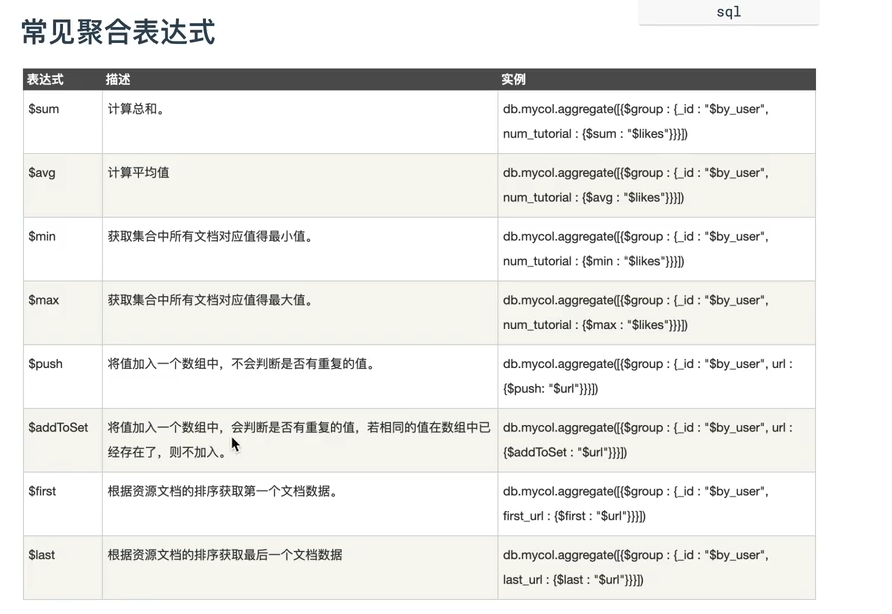 sql
常见聚合表达式
表达式 描述 实例
$sum 计算总和。 db.mycol.aggregate([{$group : {_id : "$by_user",
num_tutorial : {$sum : "$likes"}}}])
$avg 计算平均值 db.mycol.aggregate([{$group : {_id : "$by_user",
num_tutorial : {$avg : "$likes"}}}])
$min 获取集合中所有文档对应值得最小值。 db.mycol.aggregate([{$group : {_id : "$by_user",
num_tutorial : {$min : "$likes"}}}])
$max 获取集合中所有文档对应值得最大值。 db.mycol.aggregate([{$group : {_id : "$by_user",
num_tutorial : {$max : "$likes"}}}])
$push 将值加入一个数组中，不会判断是否有重复的值。 db.mycol.aggregate([{$group : {_id : "$by_user", url :
{$push: "$url"}}}])
$addToSet 将值加入一个数组中，会判断是否有重复的值，若相同的值在数组中已 db.mycol.aggregate([{$group : {_id : "$by_user", url :
经存在了，则不加入。 {$addToSet : "$url"}}}])
$first 根据资源文档的排序获取第一个文档数据。 db.mycol.aggregate([{$group : {_id : "$by_user",
first_url : {$first : "$url"}}}])
$last 根据资源文档的排序获取最后一个文档数据 db.mycol.aggregate([{$group : {_id : "$by_user",
last_url : {$last : "$url"}}}])